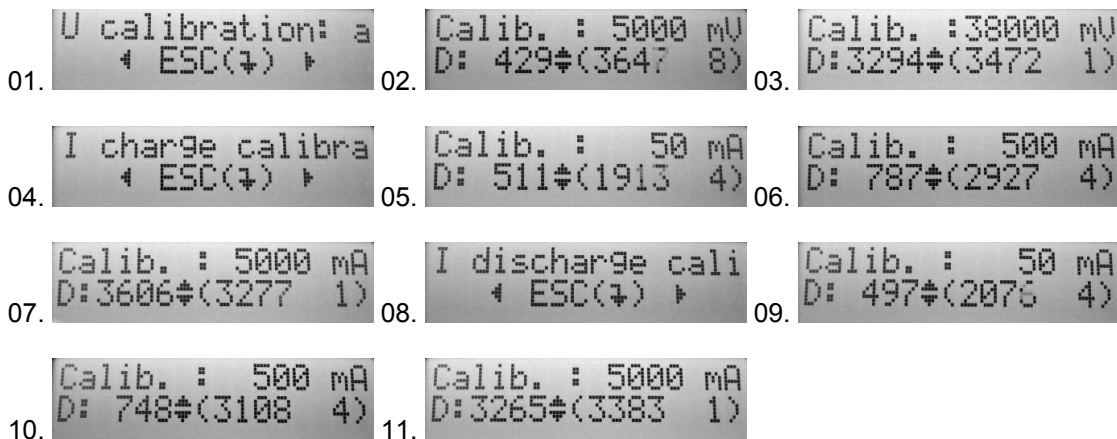 01. U calibration: a
◂ ESC(↴) ▸
02. Calib. : 5000 mV
D: 429♦(3647 8)
03. Calib. :38000 mV
D:3294♦(3472 1)
04. I charge calibra
◂ ESC(↴) ▸
05. Calib. : 50 mA
D: 511♦(1913 4)
06. Calib. : 500 mA
D: 787♦(2927 4)
07. Calib. : 5000 mA
D:3606♦(3277 1)
08. I discharge cali
◂ ESC(↴) ▸
09. Calib. : 50 mA
D: 497♦(2076 4)
10. Calib. : 500 mA
D: 748♦(3108 4)
11. Calib. : 5000 mA
D:3265♦(3383 1)